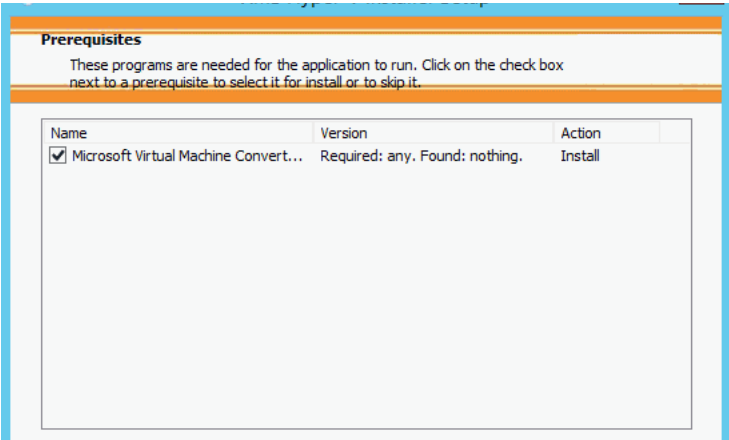 Prerequisites
These programs are needed for the application to run. Click on the check box
next to a prerequisite to select it for install or to skip it.
Name Version Action
Microsoft Virtual Machine Convert... Required: any. Found: nothing. Install